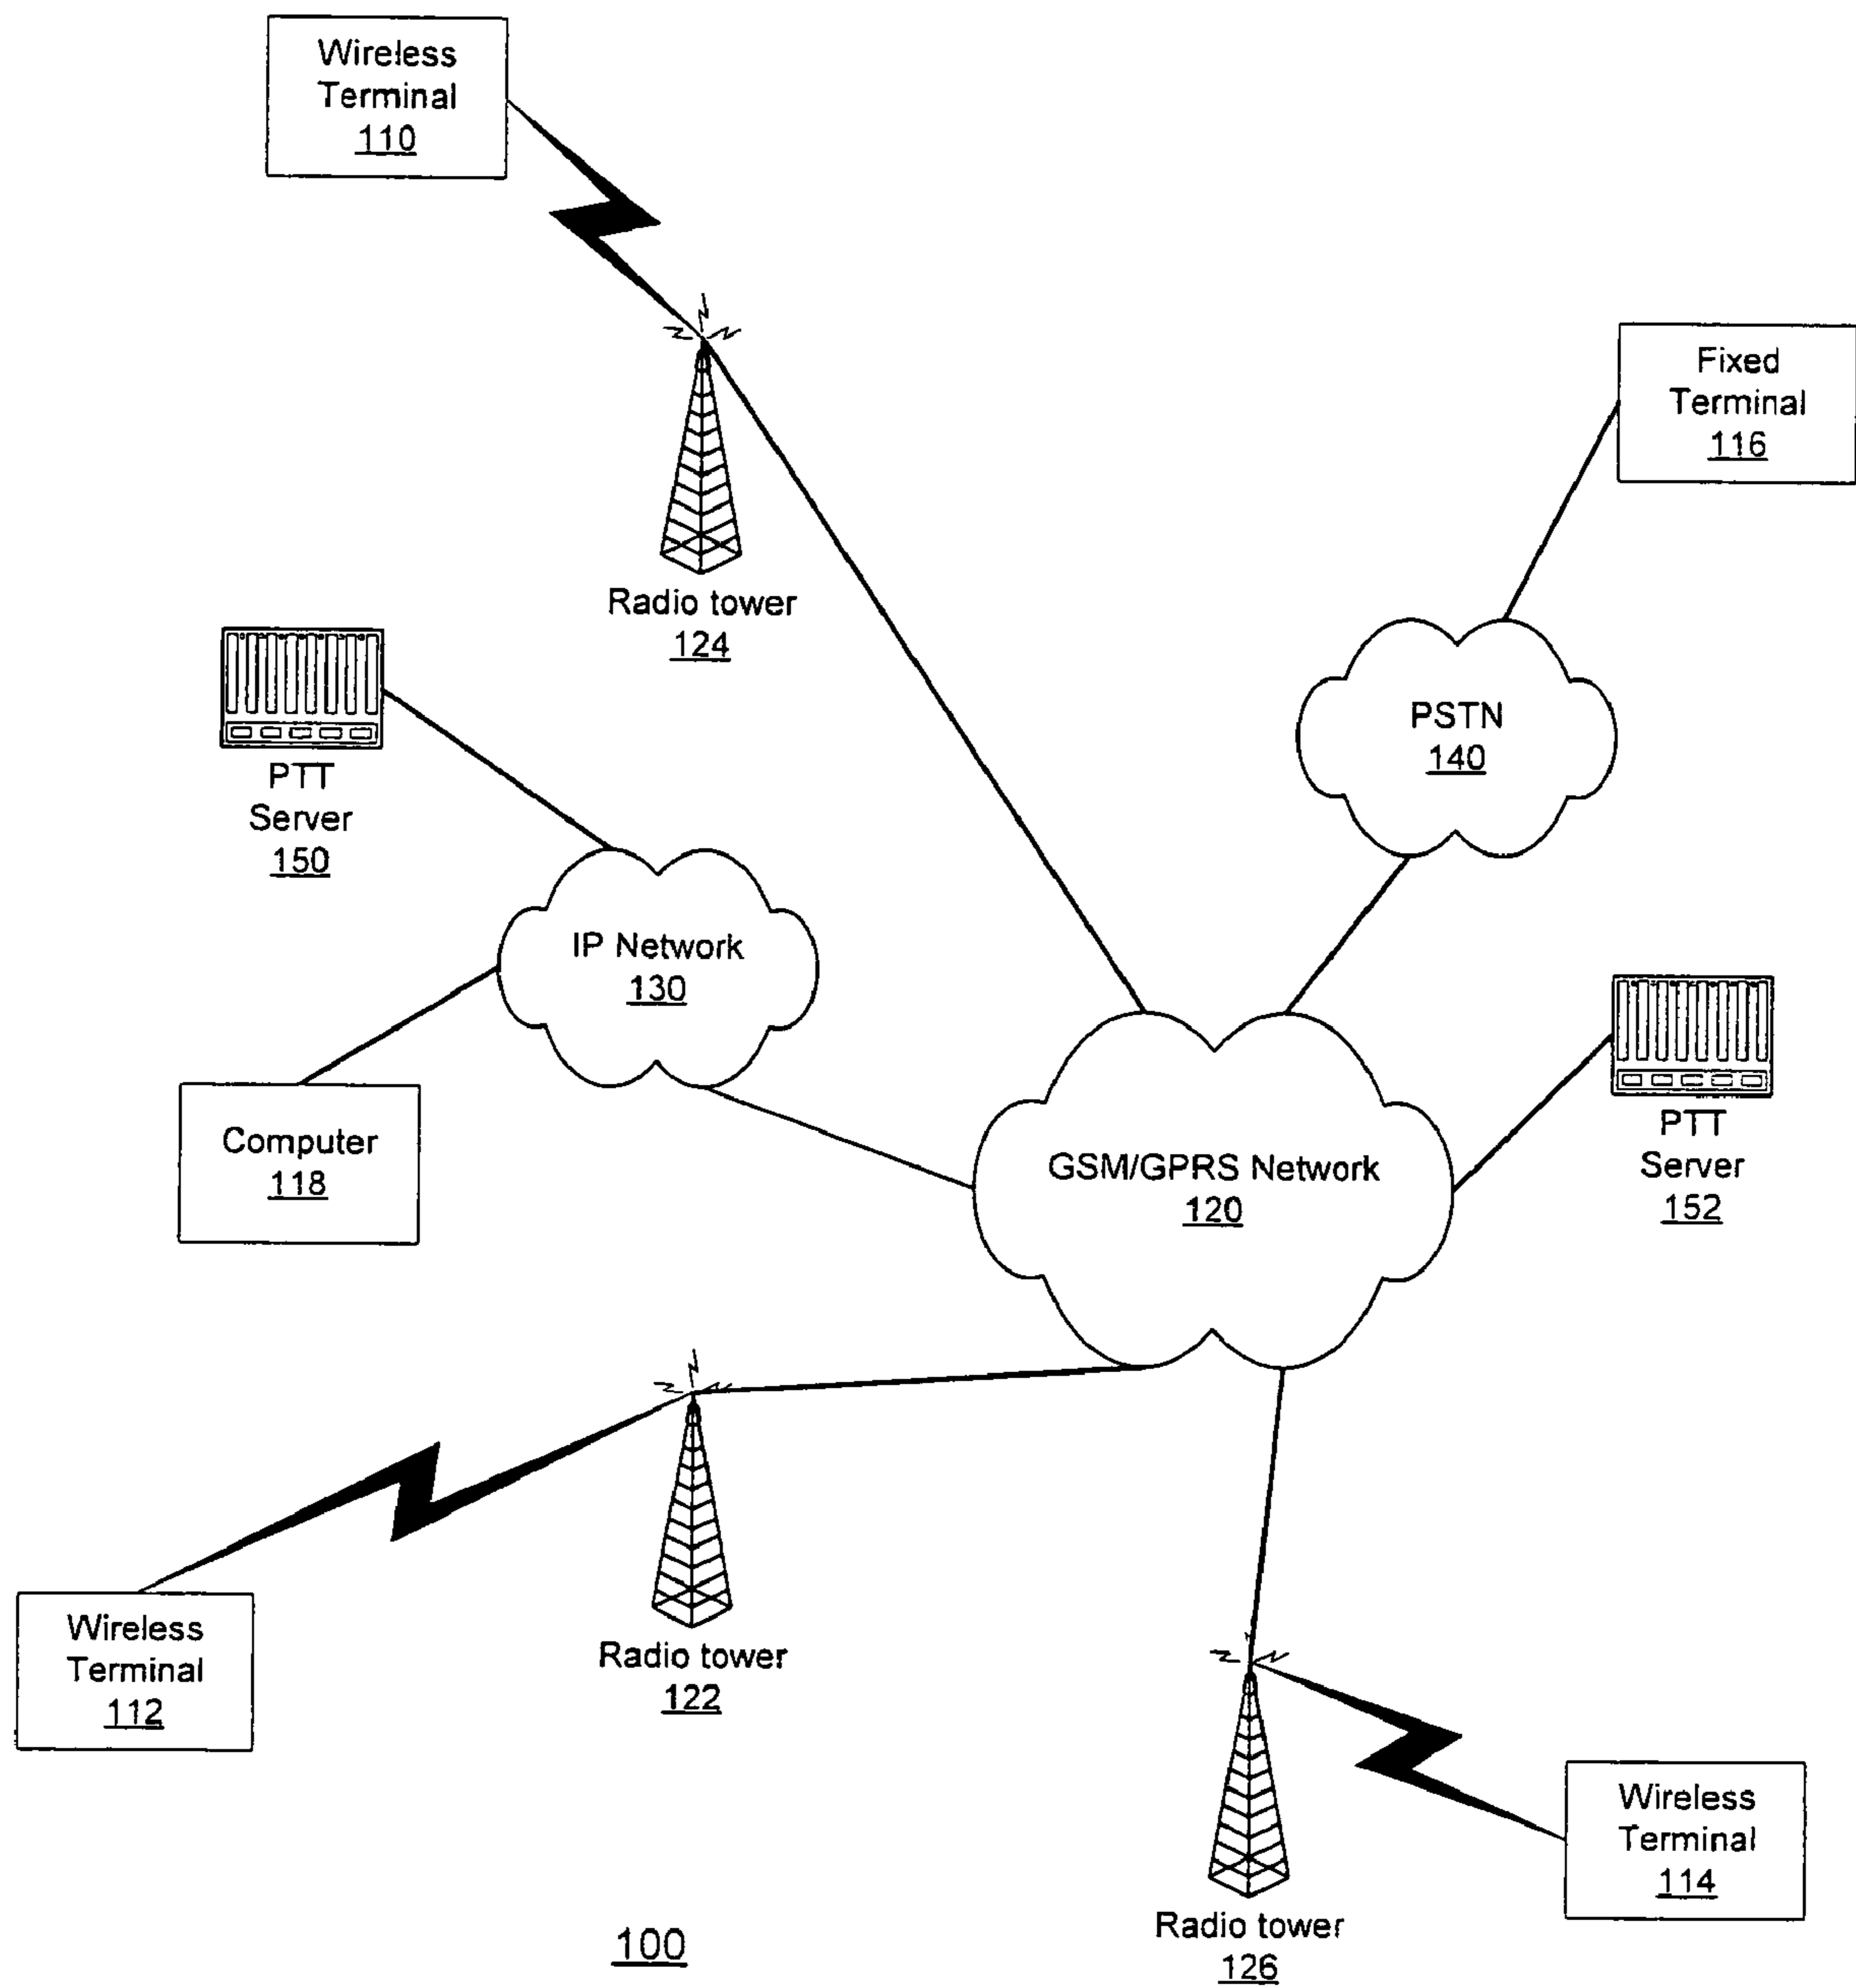 Wireless
Terminal
110
Fixed
Terminal
116
Radio tower
124
PSTN
140
PTT
Server
150
IP Network
130
PTT
Server
152
Computer
118
GSM/GPRS Network
120
Wireless
Terminal
112
Radio tower
122
Wireless
Terminal
114
Radio tower
126
100